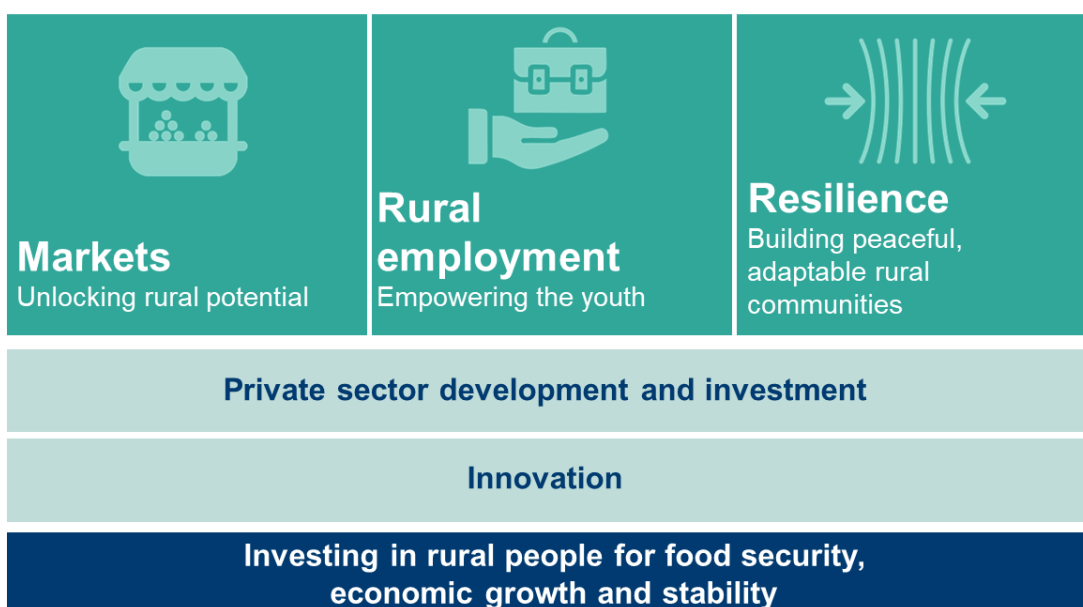 Markets
Unlocking rural potential
Rural
employment
Empowering the youth
Resilience
Building peaceful,
adaptable rural
communities
Private sector development and investment
Innovation
Investing in rural people for food security,
economic growth and stability